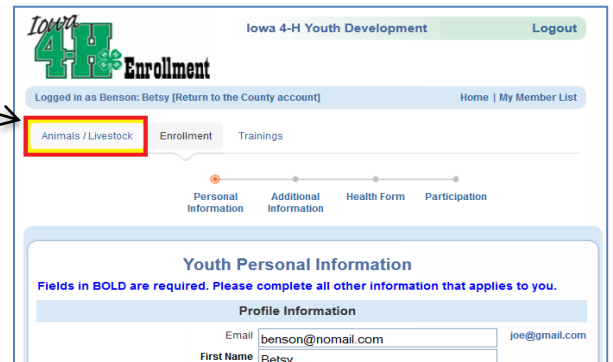 Iowa
4-H
Enrollment
Iowa 4-H Youth Development
Logout
Logged in as Benson: Betsy [Return to the County account]
Home | My Member List
Animals / Livestock
Enrollment
Trainings
Personal Information
Additional Information
Health Form
Participation
Youth Personal Information
Fields in BOLD are required. Please complete all other information that applies to you.
Profile Information
Email benson@nomail.com joe@gmail.com
First Name Betsy